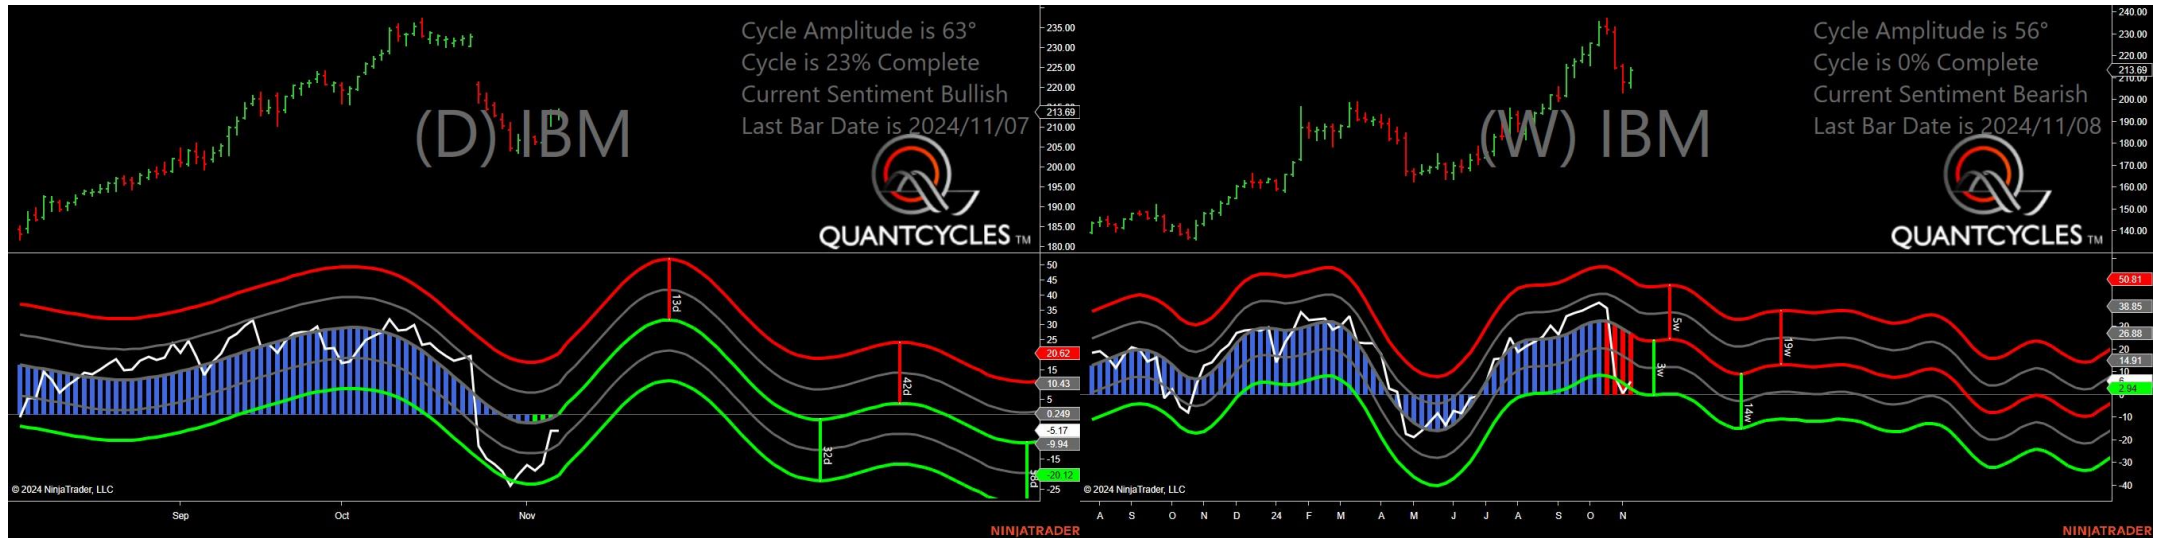 Cycle Amplitude is 63°
Cycle is 23% Complete
Current Sentiment Bullish
Last Bar Date is 2024/11/07
(D) IBM
QUANTCYCLES TM
235.00
230.00
225.00
220.00
213.69
210.00
205.00
200.00
195.00
190.00
185.00
180.00
50
45
40
35
30
25
20.62
15
10.43
5
0.249
-5.17
-9.94
-15
-20.12
-25
13d
32d
42d
© 2024 NinjaTrader, LLC
Sep Oct Nov
NINJATRADER
Cycle Amplitude is 56°
Cycle is 0% Complete
Current Sentiment Bearish
Last Bar Date is 2024/11/08
(W) IBM
QUANTCYCLES TM
240.00
230.00
220.00
213.69
210.00
200.00
190.00
180.00
170.00
160.00
150.00
140.00
50.81
38.85
30
26.88
20
14.91
10
2.94
-10
-20
-30
-40
3w
5w
14w
19w
© 2024 NinjaTrader, LLC
A S O N D 24 F M A M J J A S O N
NINJATRADER